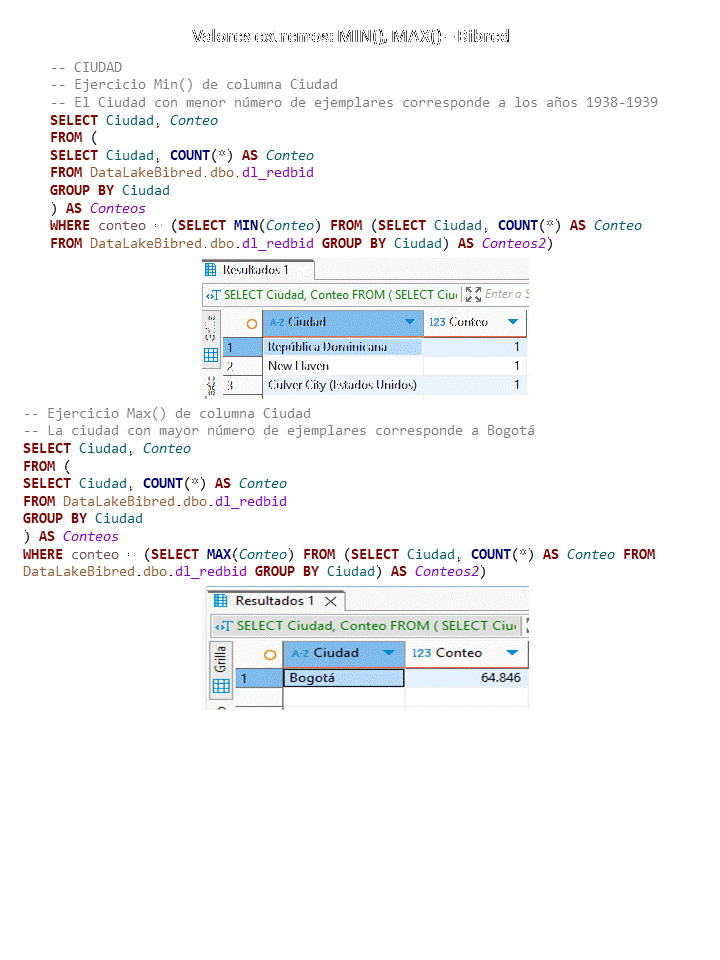 Valores extremos: MIN(), MAX() - Bibred
-- CIUDAD
-- Ejercicio Min() de columna Ciudad
-- El Ciudad con menor número de ejemplares corresponde a los años 1938-1939
SELECT Ciudad, Conteo
FROM (
SELECT Ciudad, COUNT(*) AS Conteo
FROM DataLakeBibred.dbo.dl_redbid
GROUP BY Ciudad
) AS Conteos
WHERE conteo = (SELECT MIN(Conteo) FROM (SELECT Ciudad, COUNT(*) AS Conteo
FROM DataLakeBibred.dbo.dl_redbid GROUP BY Ciudad) AS Conteos2)
Resultados 1
SELECT Ciudad, Conteo FROM ( SELECT Ciu Enter a S
A-Z Ciudad 123 Conteo
1 República Dominicana 1
2 New Haven 1
3 Culver City (Estados Unidos) 1
-- Ejercicio Max() de columna Ciudad
-- La ciudad con mayor número de ejemplares corresponde a Bogotá
SELECT Ciudad, Conteo
FROM (
SELECT Ciudad, COUNT(*) AS Conteo
FROM DataLakeBibred.dbo.dl_redbid
GROUP BY Ciudad
) AS Conteos
WHERE conteo = (SELECT MAX(Conteo) FROM (SELECT Ciudad, COUNT(*) AS Conteo FROM
DataLakeBibred.dbo.dl_redbid GROUP BY Ciudad) AS Conteos2)
Resultados 1
SELECT Ciudad, Conteo FROM ( SELECT Ciu
Grilla
A-Z Ciudad 123 Conteo
1 Bogotá 64.846